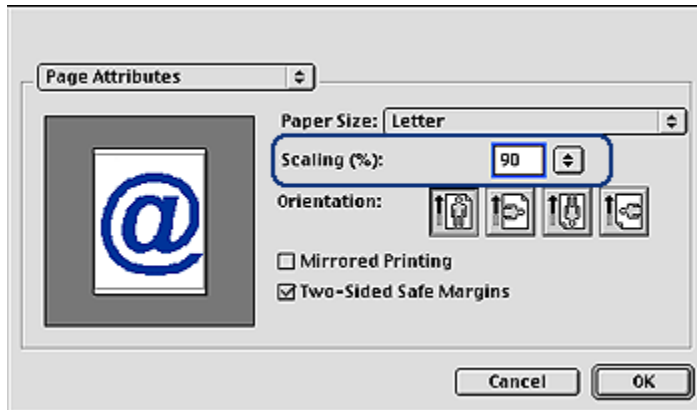 Page Attributes
Paper Size: Letter
Scaling (%): 90
Orientation:
@
Mirrored Printing
Two-Sided Safe Margins
Cancel OK